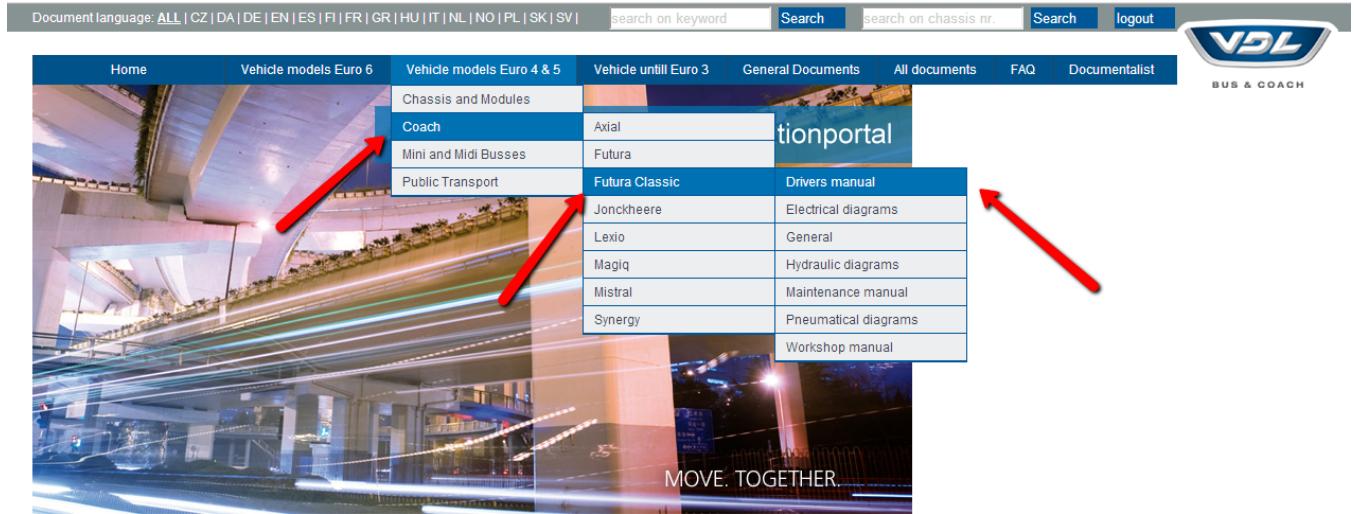 Document language: ALL | CZ | DA | DE | EN | ES | FI | FR | GR | HU | IT | NL | NO | PL | SK | SV |
search on keyword
Search
search on chassis nr.
Search
logout
VDL
BUS & COACH
Home
Vehicle models Euro 6
Vehicle models Euro 4 & 5
Vehicle untill Euro 3
General Documents
All documents
FAQ
Documentalist
Chassis and Modules
Coach
Mini and Midi Busses
Public Transport
Axial
Futura
Futura Classic
Jonckheere
Lexio
Magiq
Mistral
Synergy
tionportal
Drivers manual
Electrical diagrams
General
Hydraulic diagrams
Maintenance manual
Pneumatical diagrams
Workshop manual
MOVE. TOGETHER.